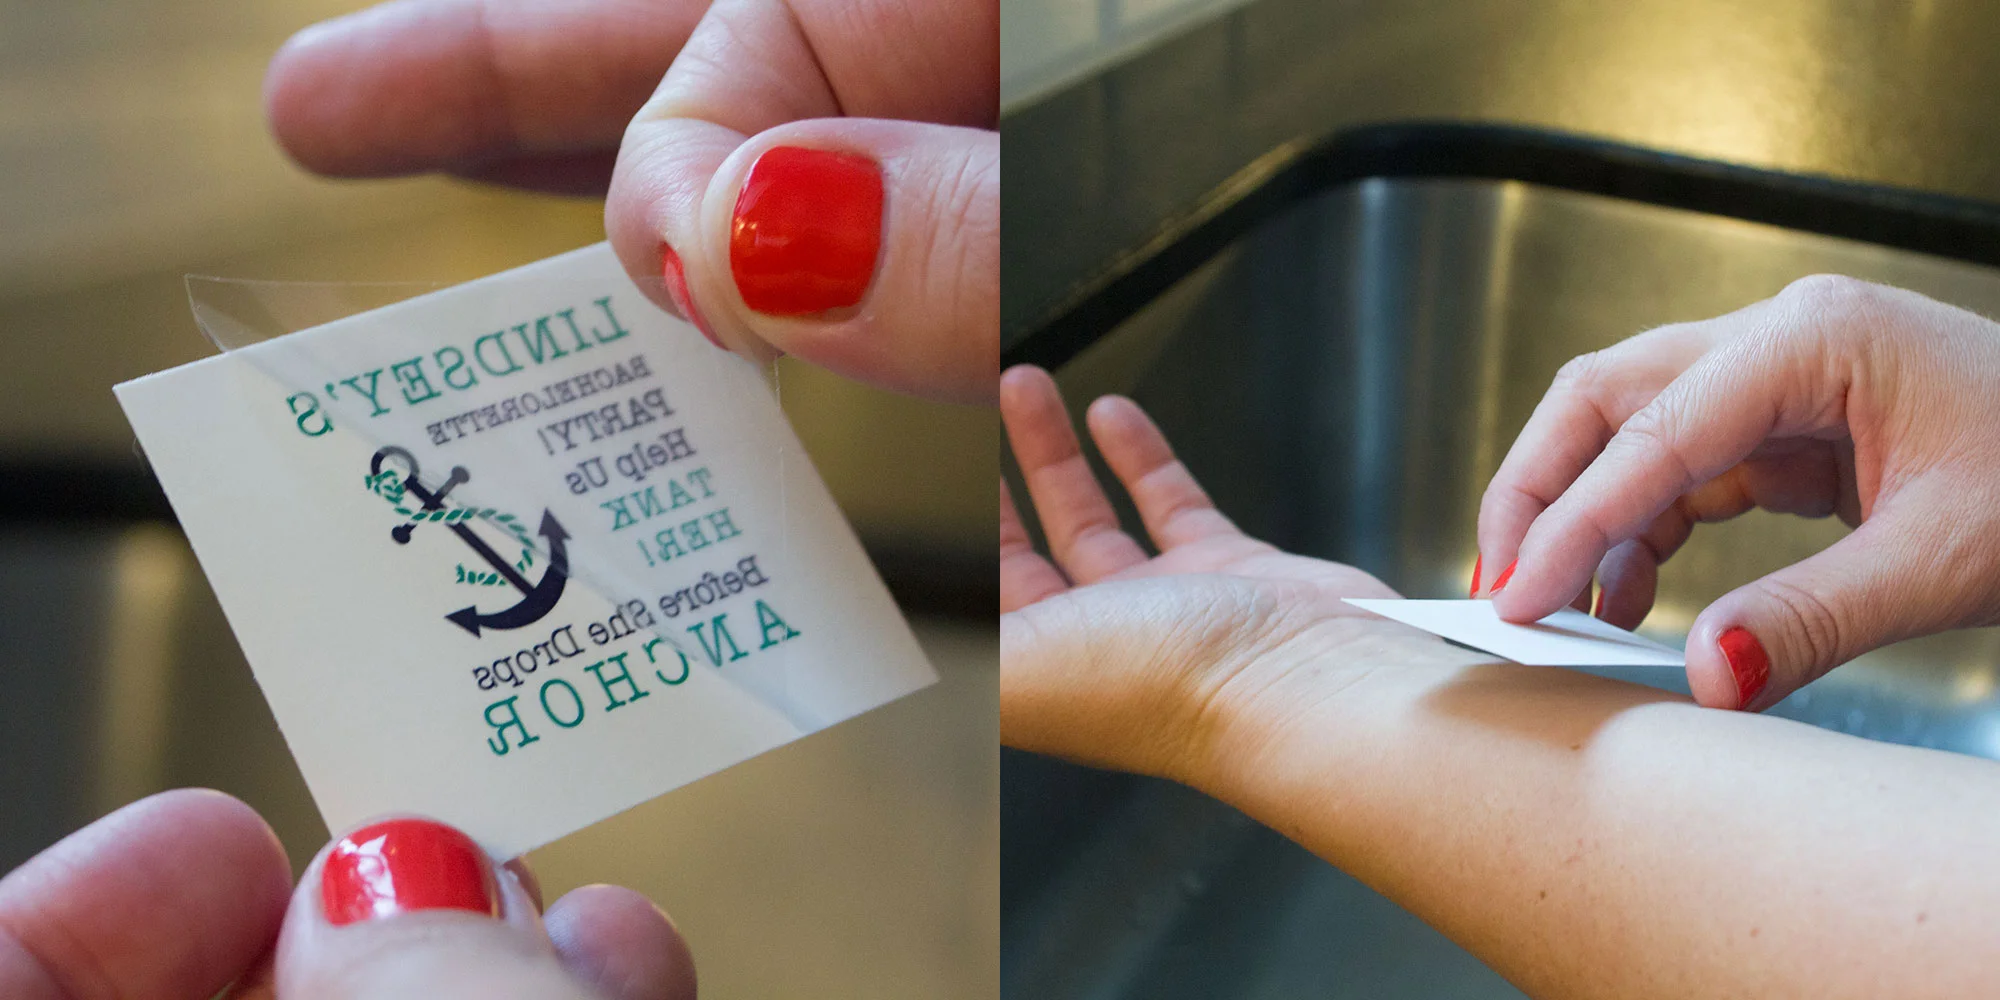 LINDSEY'S
BACHELORETTE
PARTY!
Help Us
TANK
HER!
Before She Drops
ANCHOR